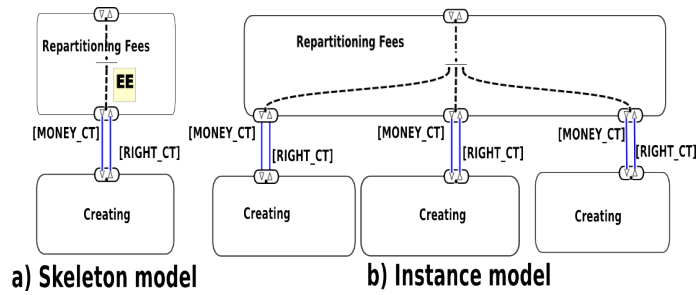 Repartitioning Fees
EE
[MONEY_CT]
[RIGHT_CT]
Creating
a) Skeleton model
Repartitioning Fees
[MONEY_CT] [MONEY_CT] [MONEY_CT]
[RIGHT_CT] [RIGHT_CT] [RIGHT_CT]
Creating Creating Creating
b) Instance model